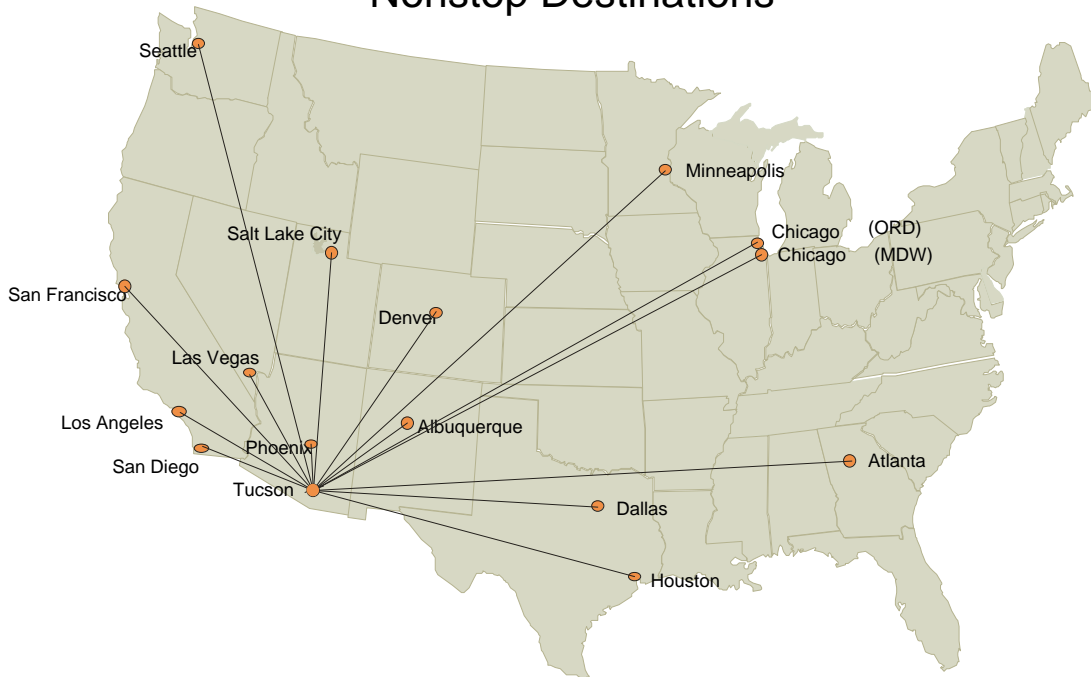 Nonstop Destinations
Seattle
Minneapolis
Chicago (ORD)
Salt Lake City
Chicago (MDW)
San Francisco
Denver
Las Vegas
Los Angeles
Albuquerque
Phoenix
San Diego
Atlanta
Tucson
Dallas
Houston